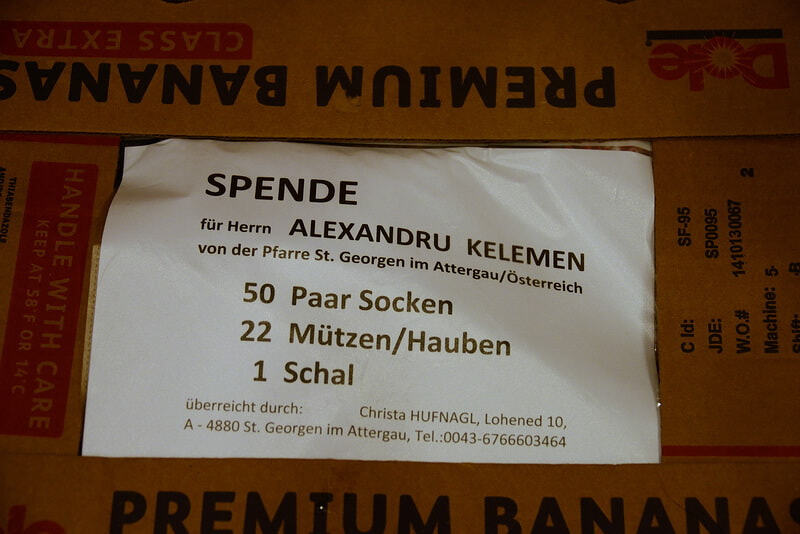 CLASS EXTRA
PREMIUM BANANAS
Dole
SPENDE
für Herrn ALEXANDRU KELEMEN
von der Pfarre St. Georgen im Attergau/Österreich
50 Paar Socken
22 Mützen/Hauben
1 Schal
überreicht durch: Christa HUFNAGL, Lohened 10,
A - 4880 St. Georgen im Attergau, Tel.:0043-6766603464
HANDLE WITH CARE
KEEP AT 58°F OR 14°C
THIABENDAZOLE
C Id: SF-95
JDE: SP0095
W.O.# 1410130067 2
Machine: 5-
Shift:
PREMIUM BANANAS